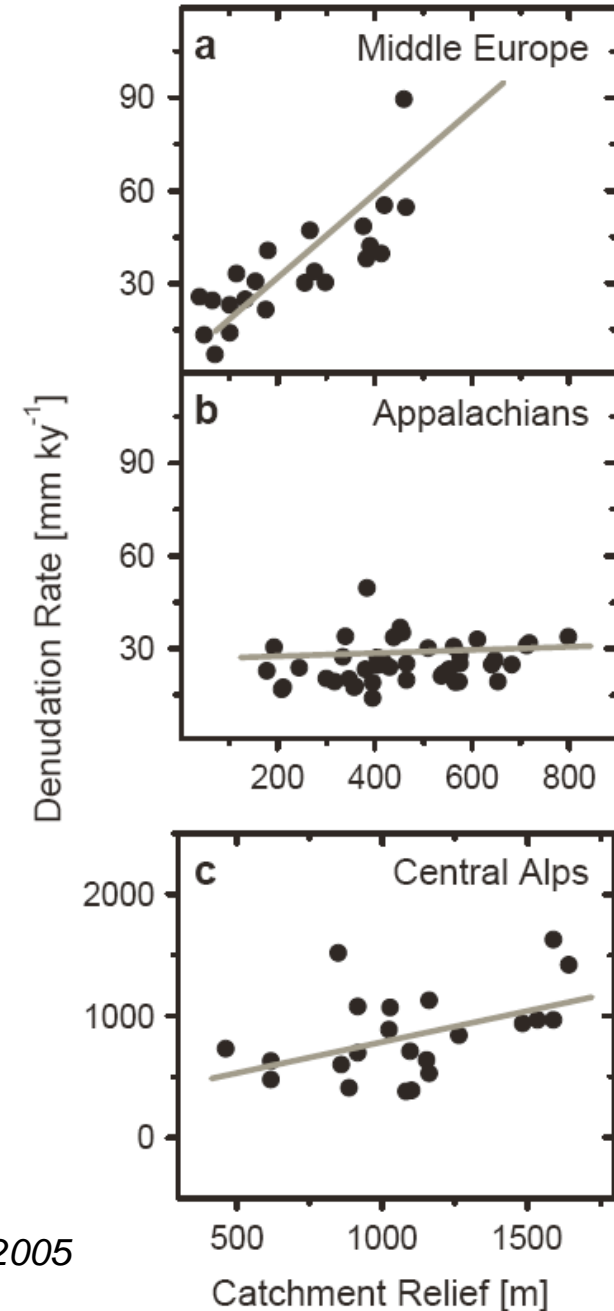 a Middle Europe
90
60
30
b Appalachians
90
60
30
200 400 600 800
Denudation Rate [mm ky⁻¹]
c Central Alps
2000
1000
0
500 1000 1500
2005
Catchment Relief [m]